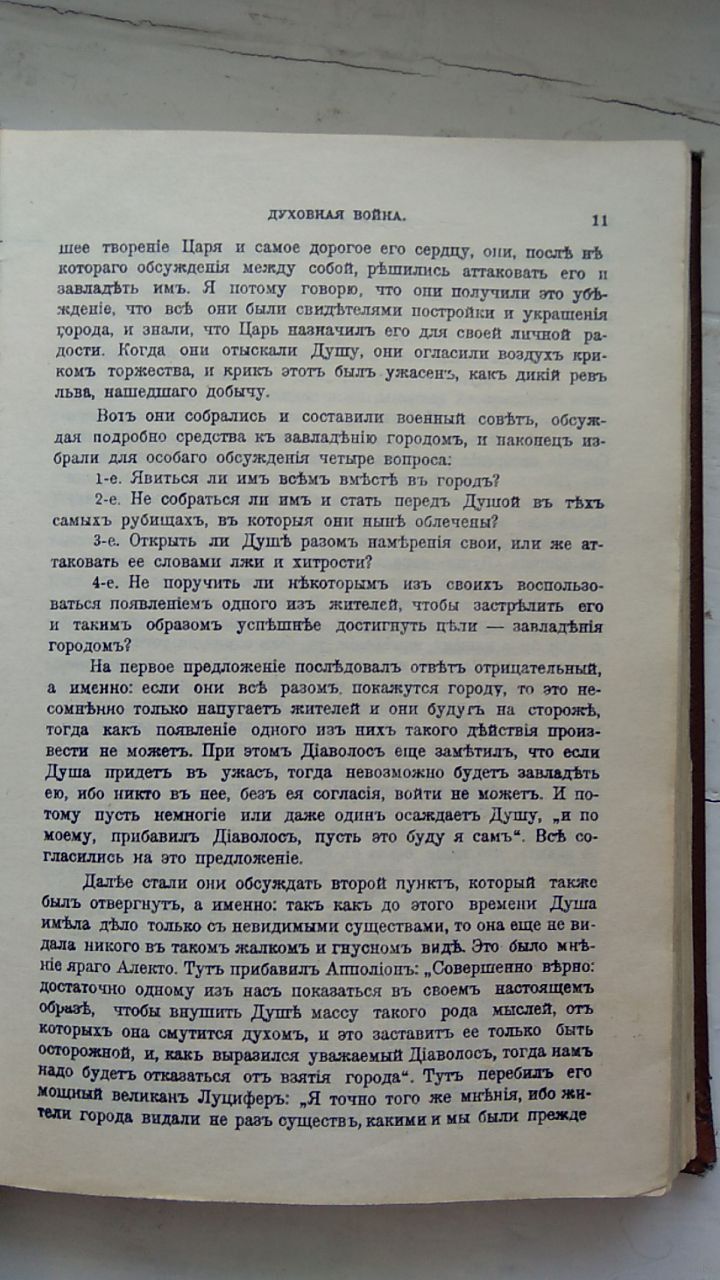 ДУХОВНАЯ ВОЙНА.
11
шее творенiе Царя и самое дорогое его сердцу, они, послѣ нѣ
котораго обсужденiя между собой, рѣшились аттаковать его и
завладѣть имъ. Я потому говорю, что они получили это убѣ-
жденiе, что всѣ они были свидѣтелями постройки и украшенiя
города, и знали, что Царь назначилъ его для своей личной ра-
дости. Когда они отыскали Душу, они огласили воздухъ кри-
комъ торжества, и крикъ этотъ былъ ужасенъ, какъ дикiй ревъ
льва, нашедшаго добычу.
Вотъ они собрались и составили военный совѣтъ, обсуж-
дая подробно средства къ завладѣнiю городомъ, и наконецъ из-
брали для особаго обсужденiя четыре вопроса:
1-е. Явиться ли имъ всѣмъ вмѣстѣ въ городъ?
2-е. Не собраться ли имъ и стать передъ Душой въ тѣхъ
самыхъ рубищахъ, въ которыя они нынѣ облечены?
3-е. Открыть ли Душѣ разомъ намѣренiя свои, или же ат-
таковать ее словами лжи и хитрости?
4-е. Не поручить ли нѣкоторымъ изъ своихъ воспользо-
ваться появленiемъ одного изъ жителей, чтобы застрѣлить его
и такимъ образомъ успѣшнѣе достигнуть цѣли — завладѣнiя
городомъ?
На первое предложенiе послѣдовалъ отвѣтъ отрицательный,
а именно: если они всѣ разомъ покажутся городу, то это не-
сомнѣнно только напугаетъ жителей и они будутъ на сторожѣ,
тогда какъ появленiе одного изъ нихъ такого дѣйствiя произ-
вести не можетъ. При этомъ Дiаволосъ еще замѣтилъ, что если
Душа придетъ въ ужасъ, тогда невозможно будетъ завладѣть
ею, ибо никто въ нее, безъ ея согласiя, войти не можетъ. И по-
тому пусть немногiе или даже одинъ осаждаетъ Душу, „и по
моему, прибавилъ Дiаволосъ, пусть это буду я самъ“. Всѣ со-
гласились на это предложенiе.
Далѣе стали они обсуждать второй пунктъ, который также
былъ отвергнутъ, а именно: такъ какъ до этого времени Душа
имѣла дѣло только съ невидимыми существами, то она еще не ви-
дала никого въ такомъ жалкомъ и гнусномъ видѣ. Это было мнѣ-
нiе яраго Алекто. Тутъ прибавилъ Апполiонъ: „Совершенно вѣрно:
достаточно одному изъ насъ показаться въ своемъ настоящемъ
образѣ, чтобы внушить Душѣ массу такого рода мыслей, отъ
которыхъ она смутится духомъ, и это заставитъ ее только быть
осторожной, и, какъ выразился уважаемый Дiаволосъ, тогда намъ
надо будетъ отказаться отъ взятiя города“. Тутъ перебилъ его
мощный великанъ Луциферъ: „Я точно того же мнѣнiя, ибо жи-
тели города видали не разъ существъ, какими и мы были прежде